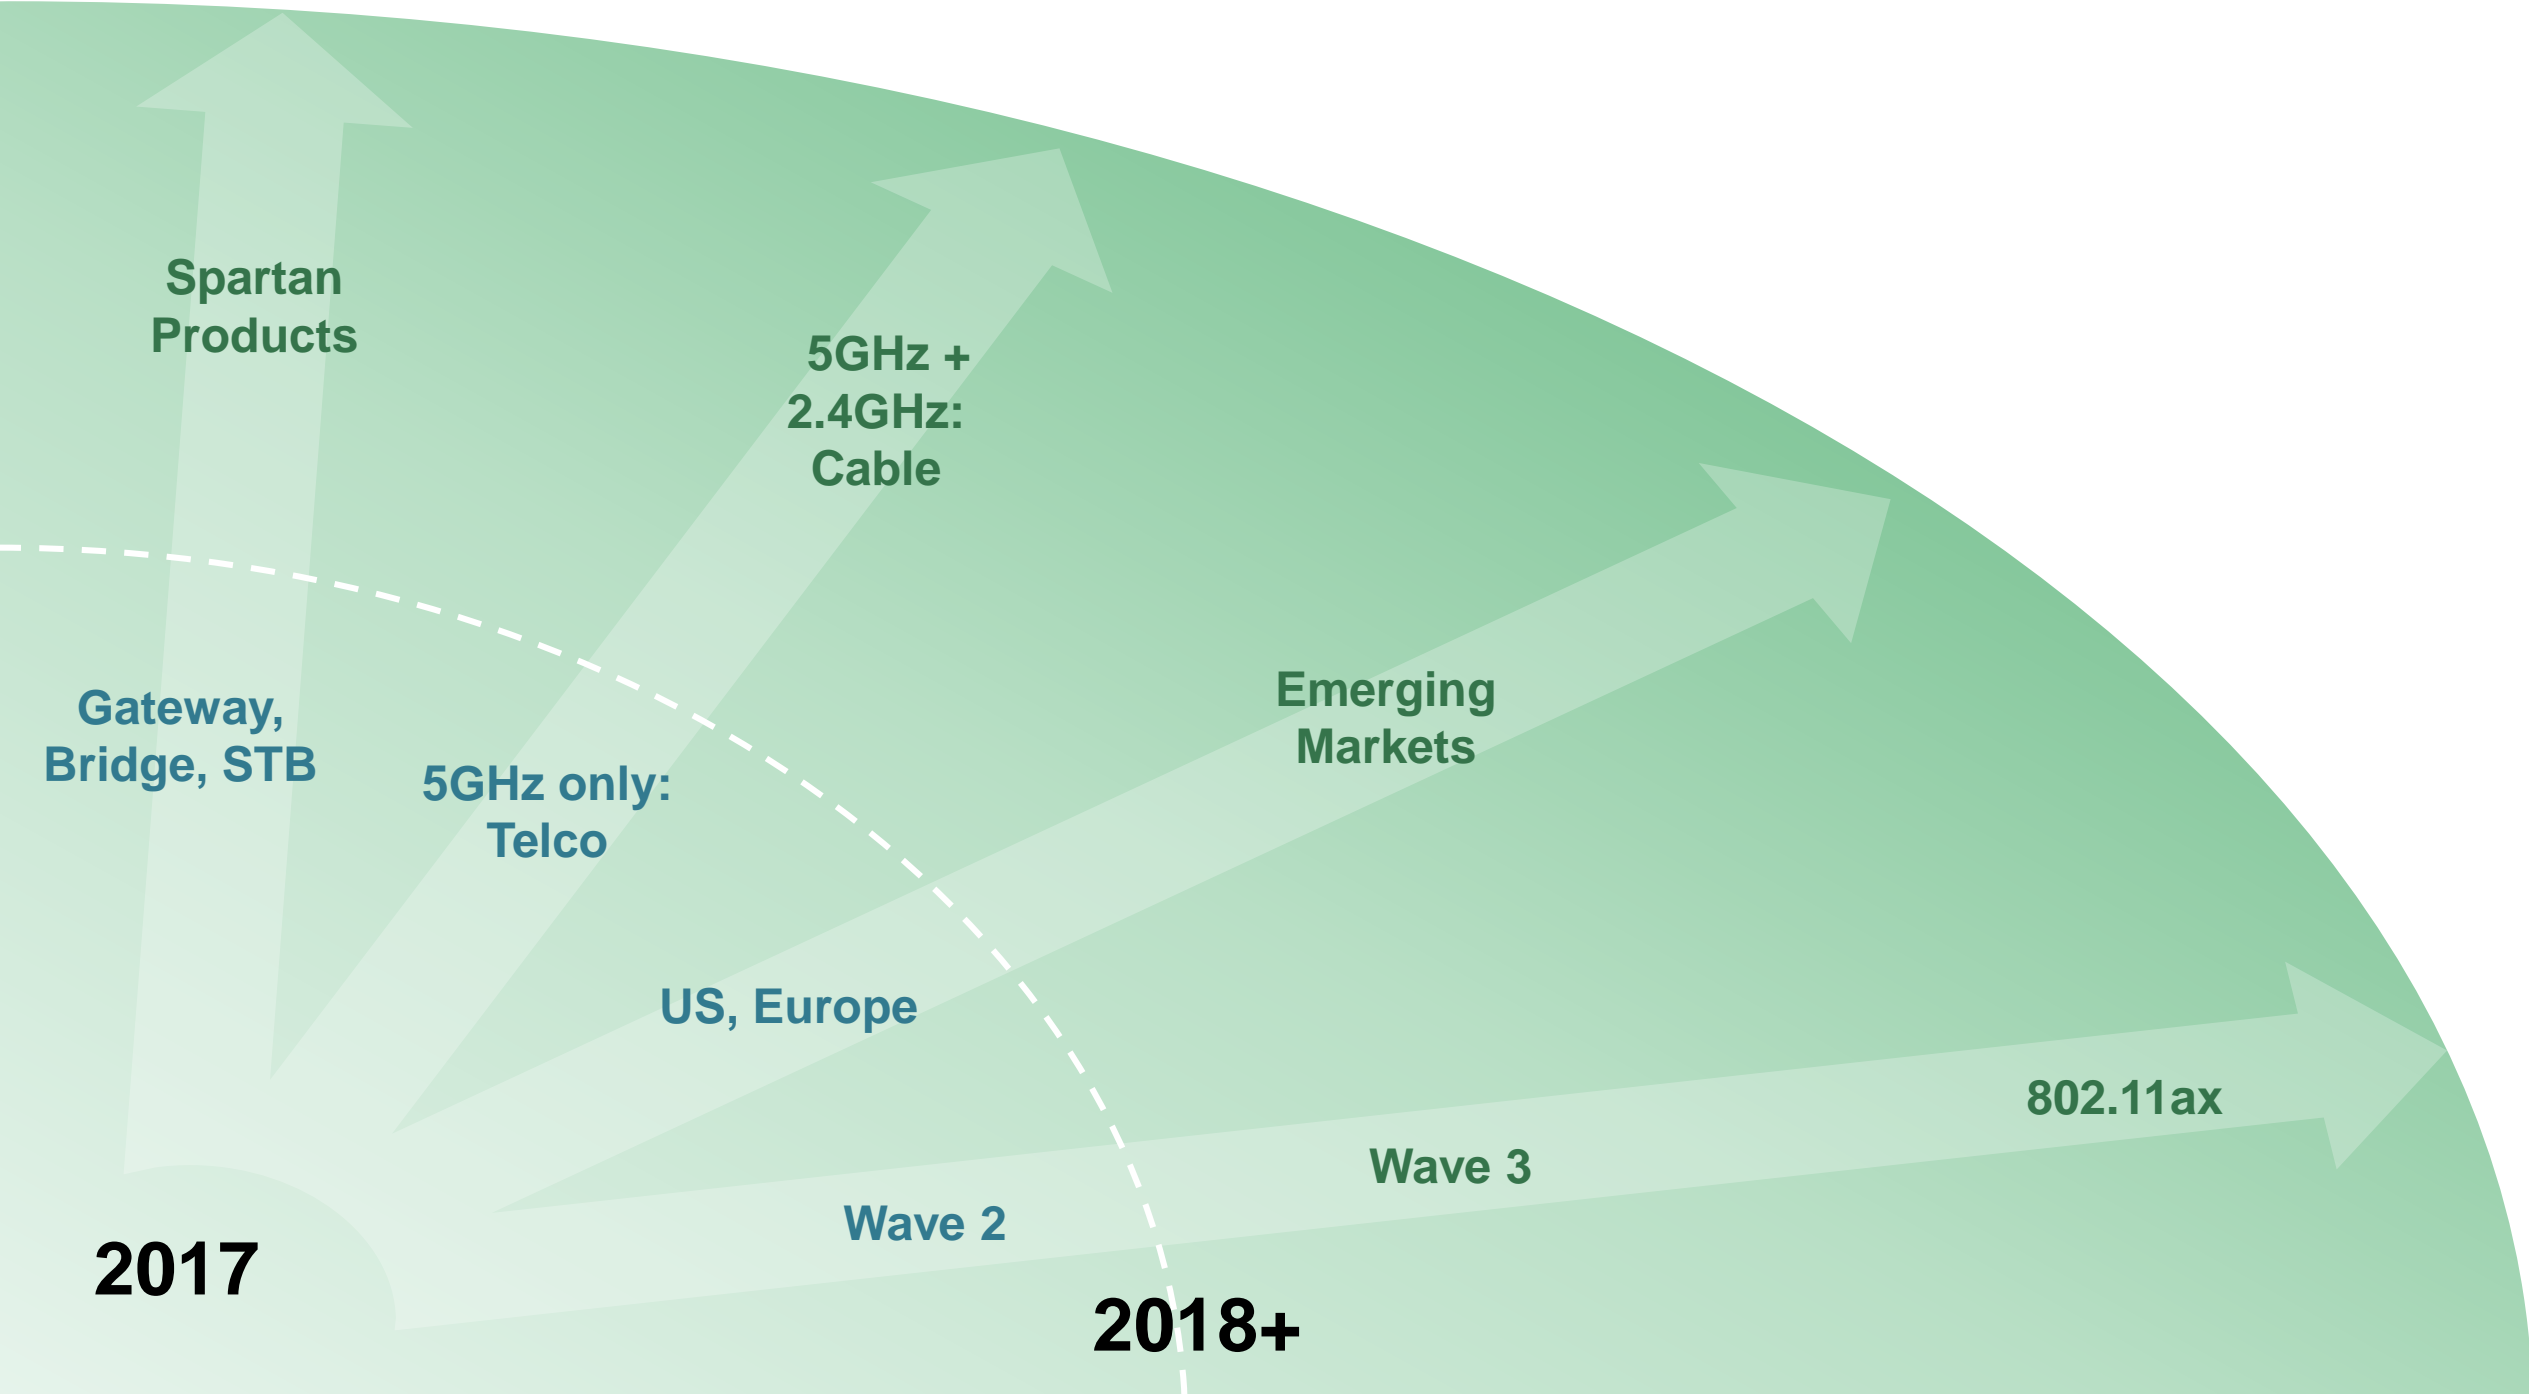 Spartan
Products
5GHz +
2.4GHz:
Cable
Emerging
Markets
Gateway,
Bridge, STB
5GHz only:
Telco
US, Europe
802.11ax
Wave 3
Wave 2
2017
2018+